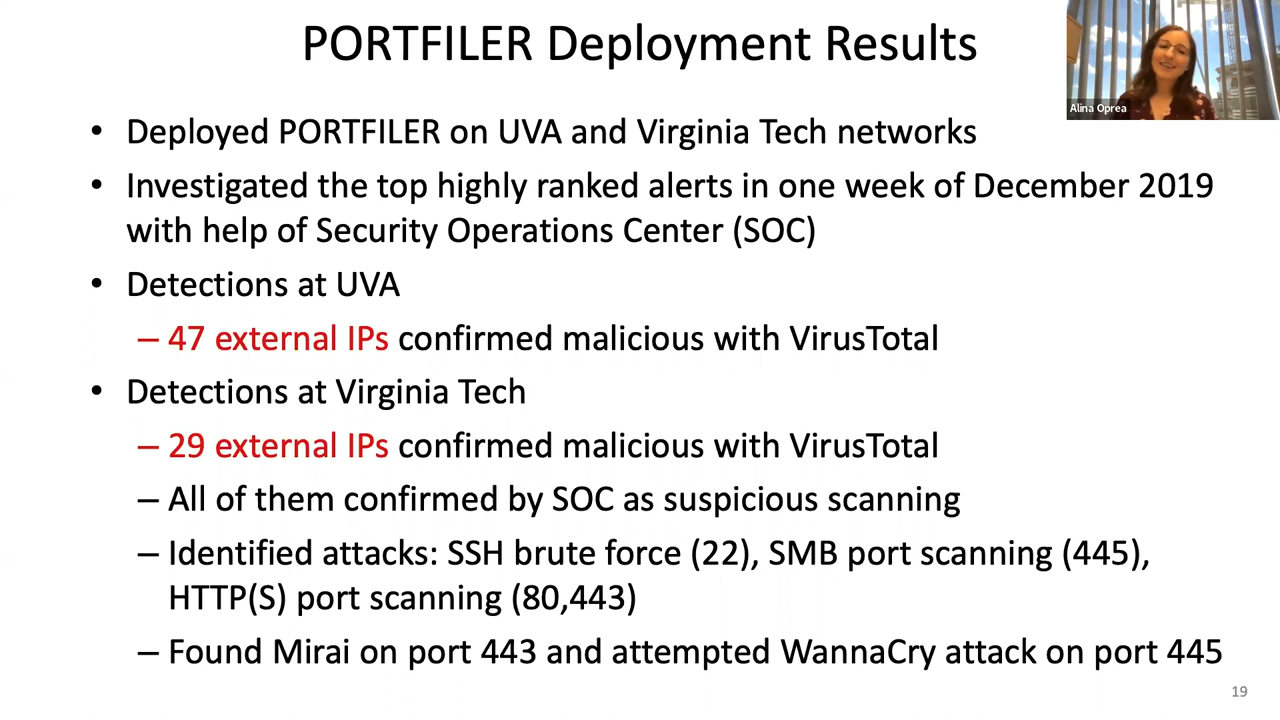 PORTFILER Deployment Results
Alina Oprea
• Deployed PORTFILER on UVA and Virginia Tech networks
• Investigated the top highly ranked alerts in one week of December 2019
with help of Security Operations Center (SOC)
• Detections at UVA
– 47 external IPs confirmed malicious with VirusTotal
• Detections at Virginia Tech
– 29 external IPs confirmed malicious with VirusTotal
– All of them confirmed by SOC as suspicious scanning
– Identified attacks: SSH brute force (22), SMB port scanning (445),
HTTP(S) port scanning (80,443)
– Found Mirai on port 443 and attempted WannaCry attack on port 445
19